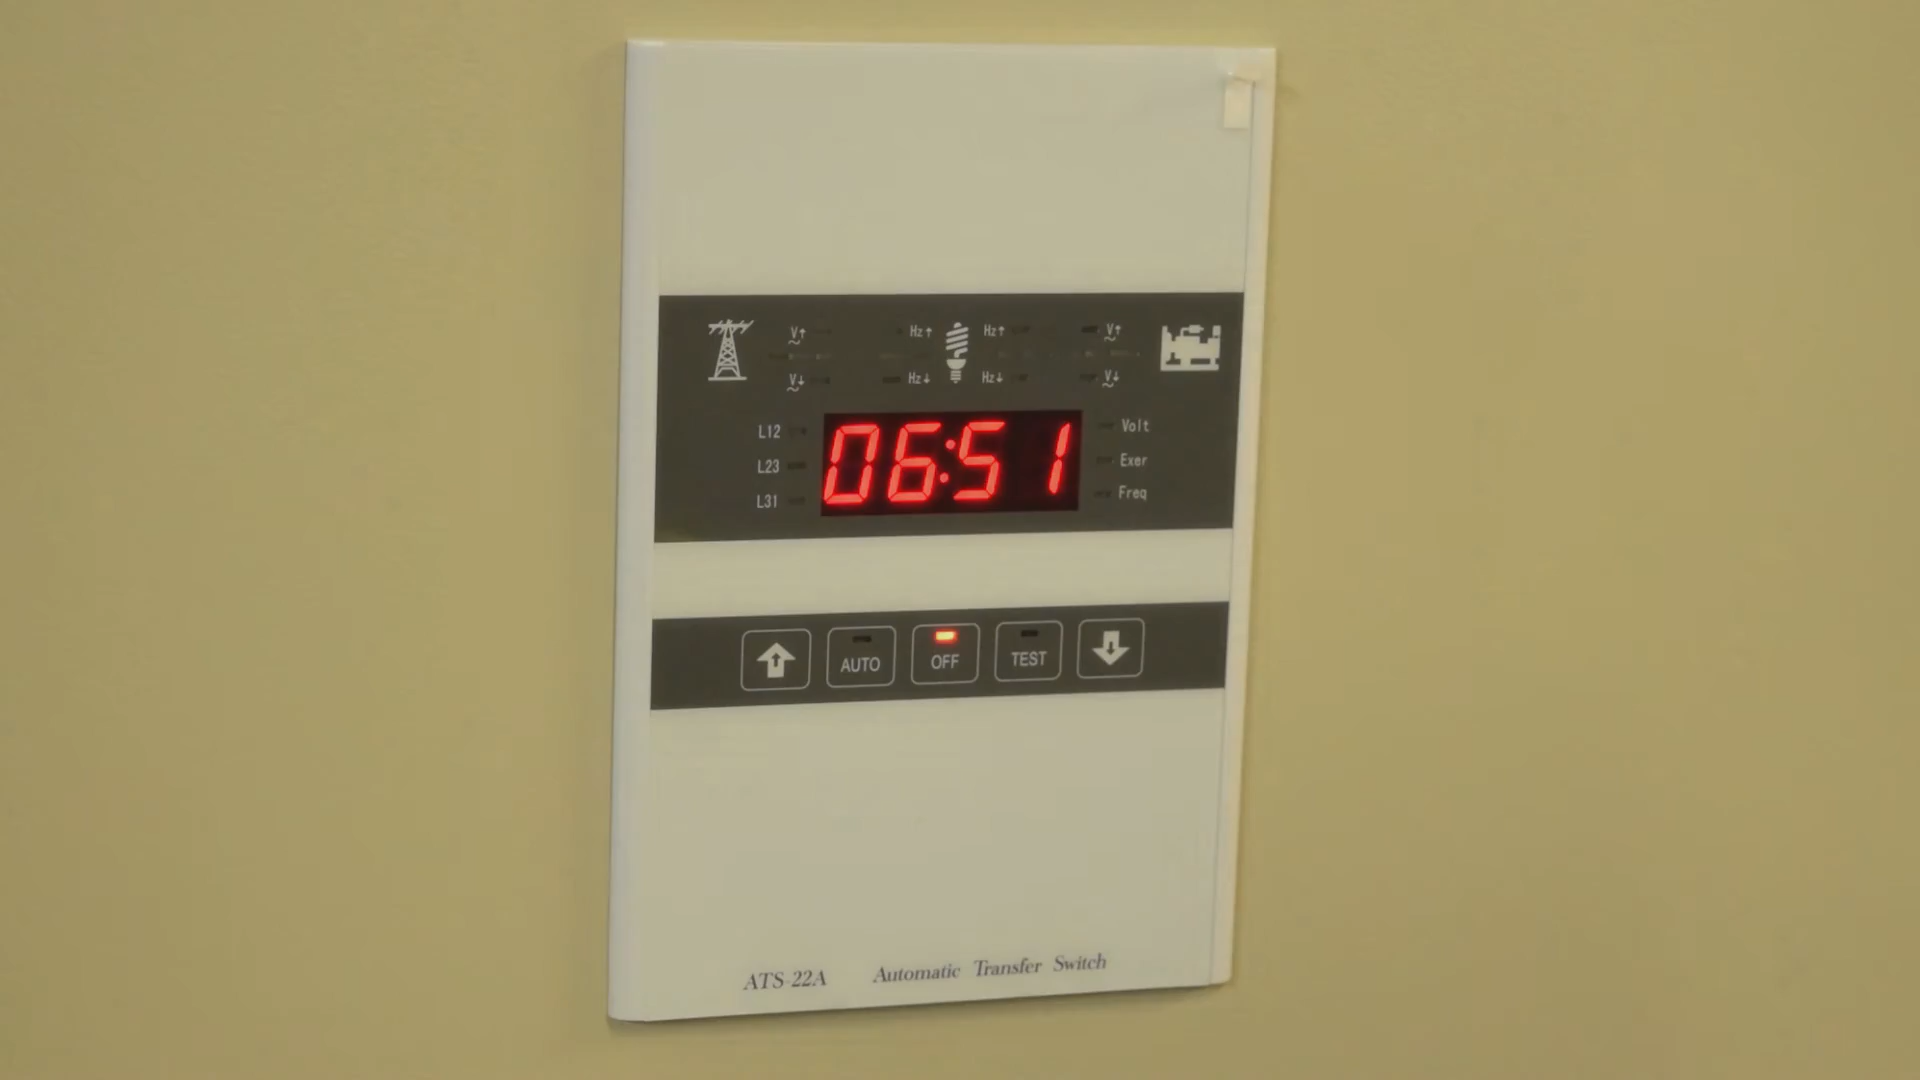 V↑ Hz↑ Hz↑ V↑
V↓ Hz↓ Hz↓ V↓
L12 Volt
L23 06:51 Exer
L31 Freq
AUTO OFF TEST
ATS-22A Automatic Transfer Switch